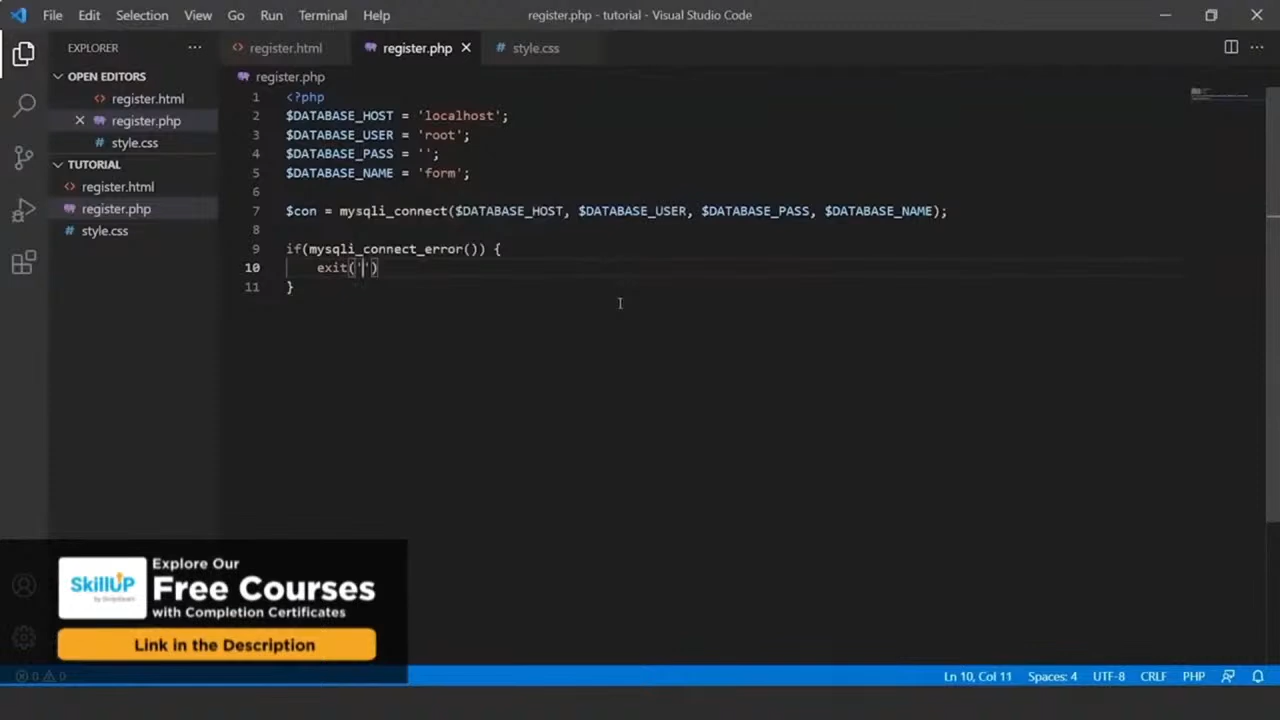 File Edit Selection View Go Run Terminal Help
register.php - tutorial - Visual Studio Code
EXPLORER
OPEN EDITORS
register.html
register.php
style.css
TUTORIAL
register.html
register.php
style.css
register.html register.php style.css
register.php
1 <?php
2 $DATABASE_HOST = 'localhost';
3 $DATABASE_USER = 'root';
4 $DATABASE_PASS = '';
5 $DATABASE_NAME = 'form';
6
7 $con = mysqli_connect($DATABASE_HOST, $DATABASE_USER, $DATABASE_PASS, $DATABASE_NAME);
8
9 if(mysqli_connect_error()) {
10 exit('')
11 }
SkillUP
by Simplilearn
Explore Our
Free Courses
with Completion Certificates
Link in the Description
0 0
Ln 10, Col 11 Spaces: 4 UTF-8 CRLF PHP